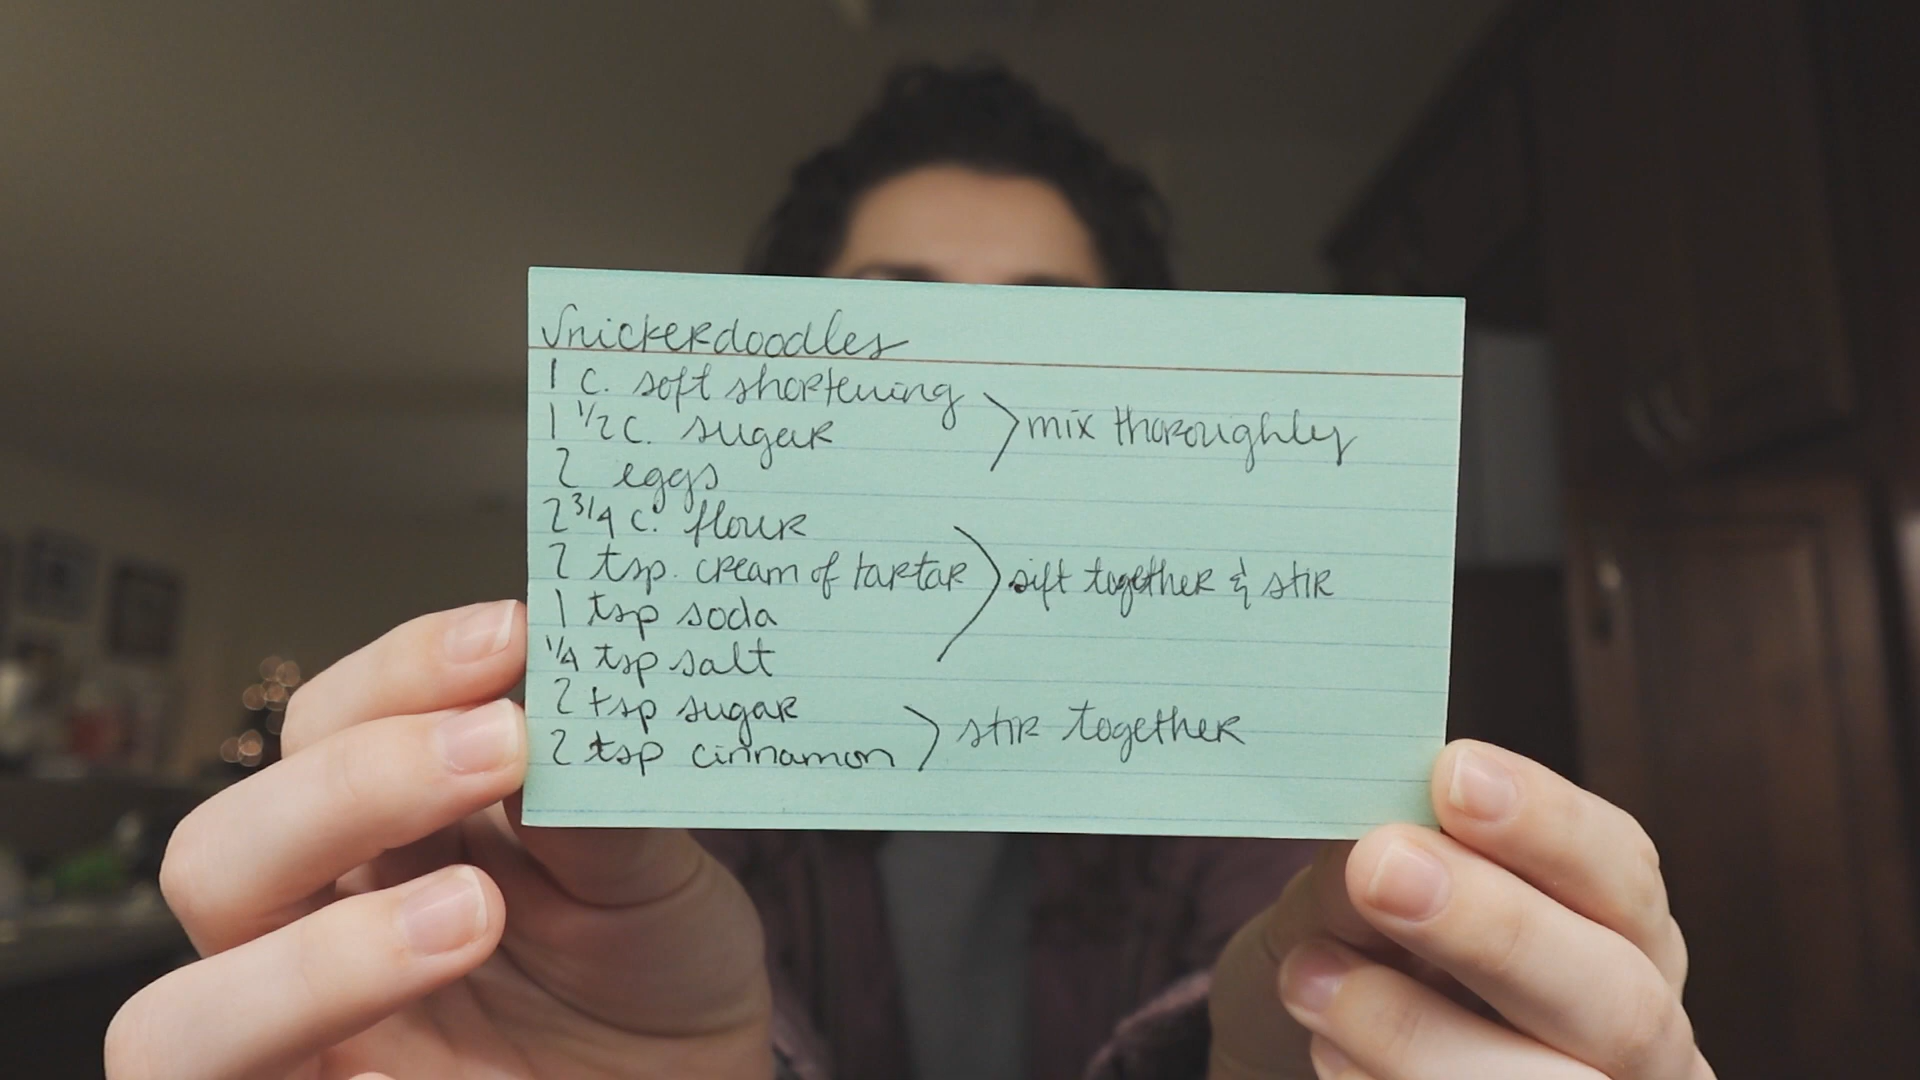 Snickerdoodles
1 c. soft shortening
1 1/2 c. sugar
2 eggs
mix thoroughly
2 3/4 c. flour
2 tsp. cream of tartar
1 tsp soda
1/4 tsp salt
sift together & stir
2 tsp sugar
2 tsp cinnamon
stir together